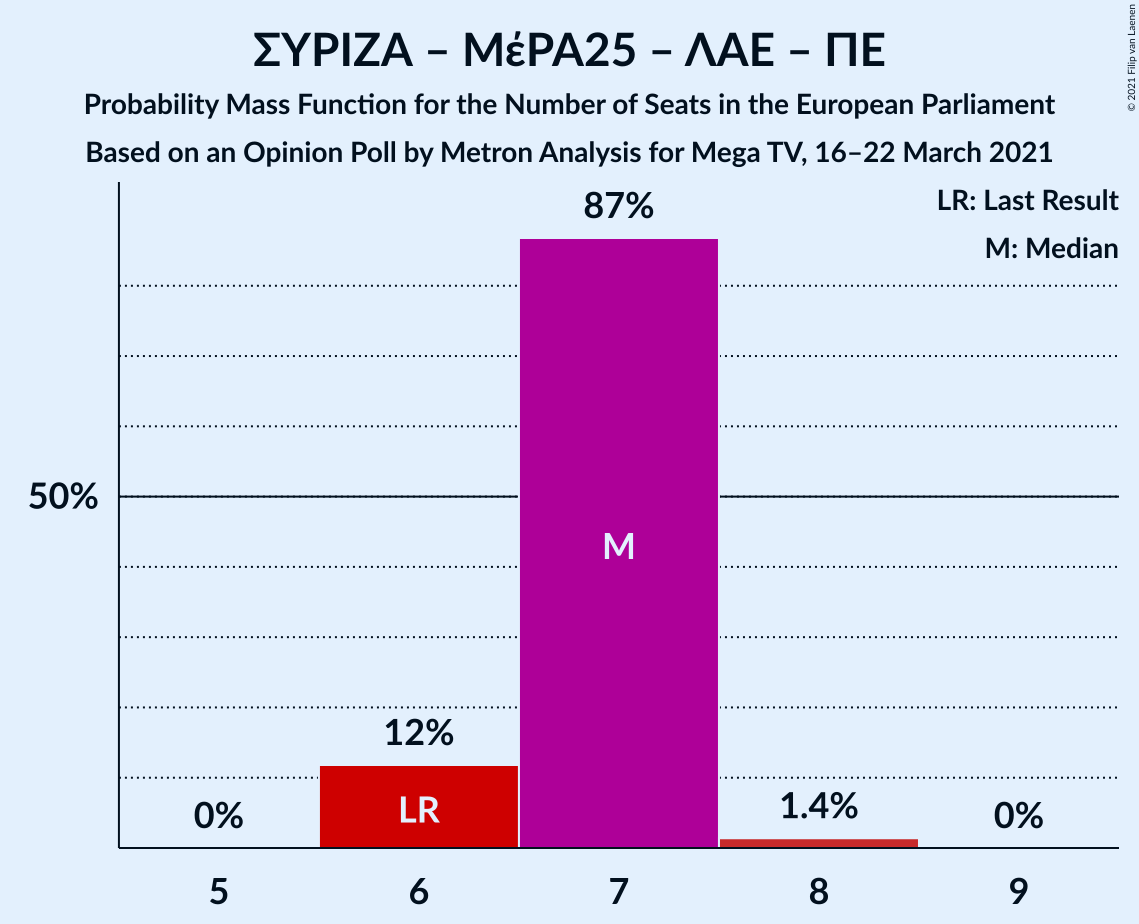 ΣΥΡΙΖΑ – ΜέΡΑ25 – ΛΑΕ – ΠΕ
Probability Mass Function for the Number of Seats in the European Parliament
Based on an Opinion Poll by Metron Analysis for Mega TV, 16–22 March 2021
© 2021 Filip van Laenen
LR: Last Result
M: Median
87%
50%
M
12%
LR
0%
1.4%
0%
5 6 7 8 9